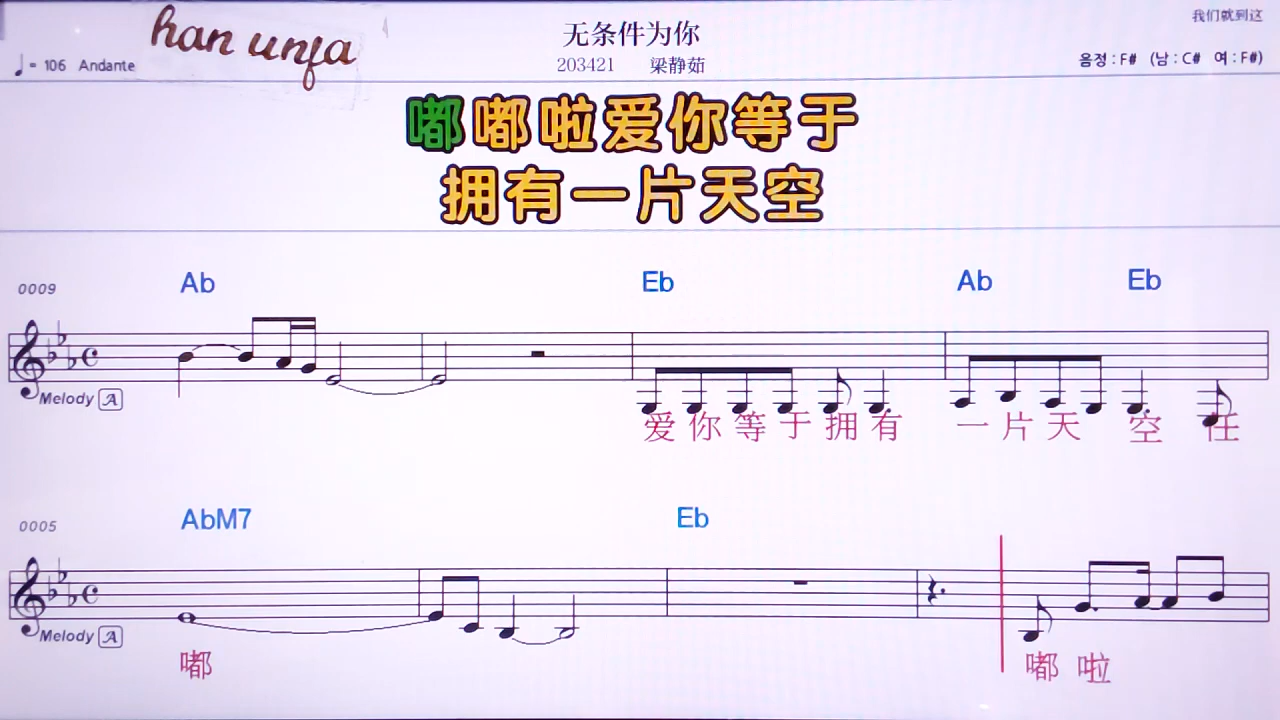 han unfa
无条件为你
我们就到这
♩= 106 Andante
203421 梁静茹
음정 : F# (남 : C# 여 : F#)
嘟嘟啦爱你等于
拥有一片天空
Ab Eb Ab Eb
0009
Melody A
爱你等于拥有 一片天 空 任
AbM7 Eb
0005
Melody A
嘟 嘟 啦